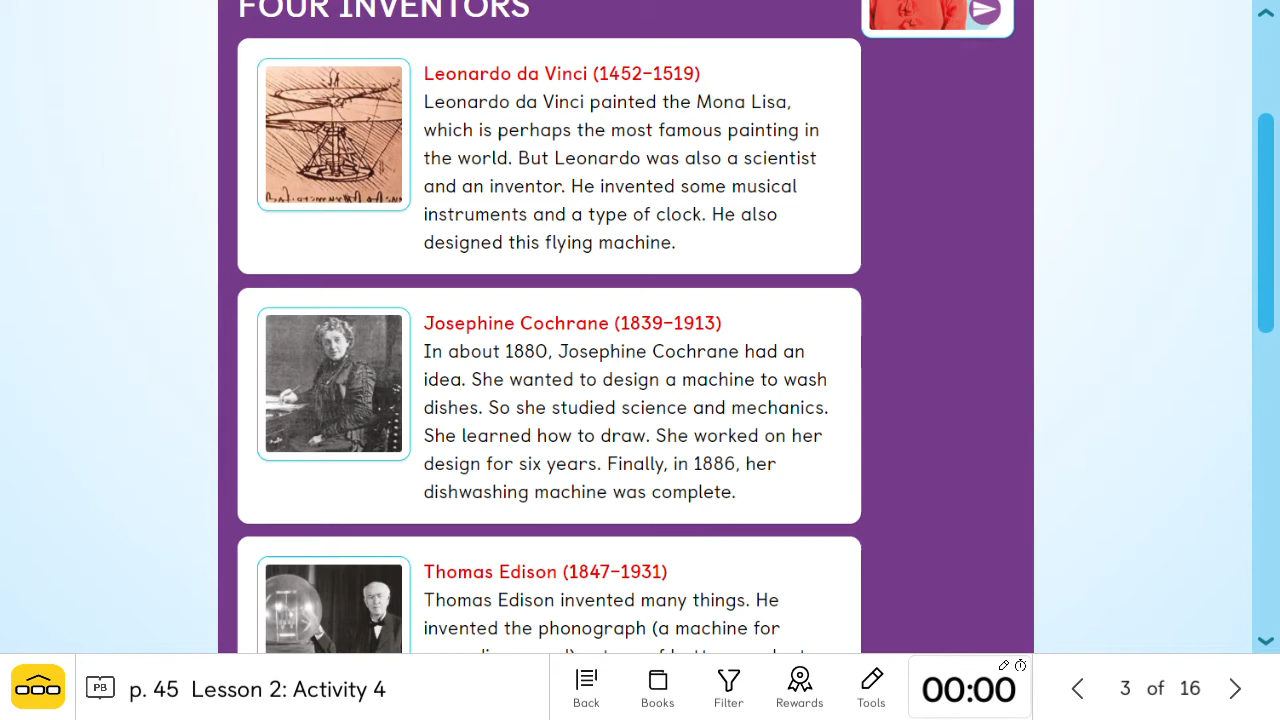 FOUR INVENTORS
Leonardo da Vinci (1452–1519)
Leonardo da Vinci painted the Mona Lisa,
which is perhaps the most famous painting in
the world. But Leonardo was also a scientist
and an inventor. He invented some musical
instruments and a type of clock. He also
designed this flying machine.
Josephine Cochrane (1839–1913)
In about 1880, Josephine Cochrane had an
idea. She wanted to design a machine to wash
dishes. So she studied science and mechanics.
She learned how to draw. She worked on her
design for six years. Finally, in 1886, her
dishwashing machine was complete.
Thomas Edison (1847–1931)
Thomas Edison invented many things. He
invented the phonograph (a machine for
PB p. 45 Lesson 2: Activity 4
Back
Books
Filter
Rewards
Tools
00:00
3 of 16